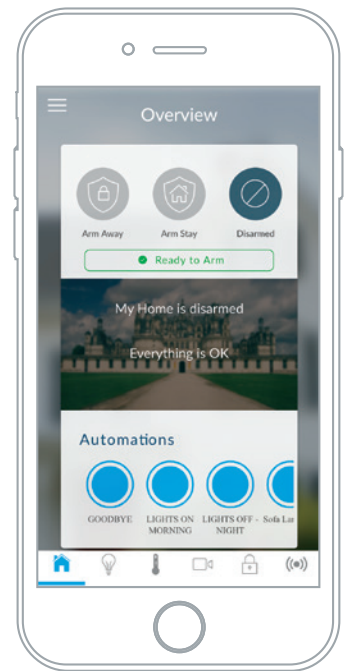 Overview
Arm Away Arm Stay Disarmed
Ready to Arm
My Home is disarmed
Everything is OK
Automations
GOODBYE LIGHTS ON LIGHTS OFF - Sofa
MORNING NIGHT